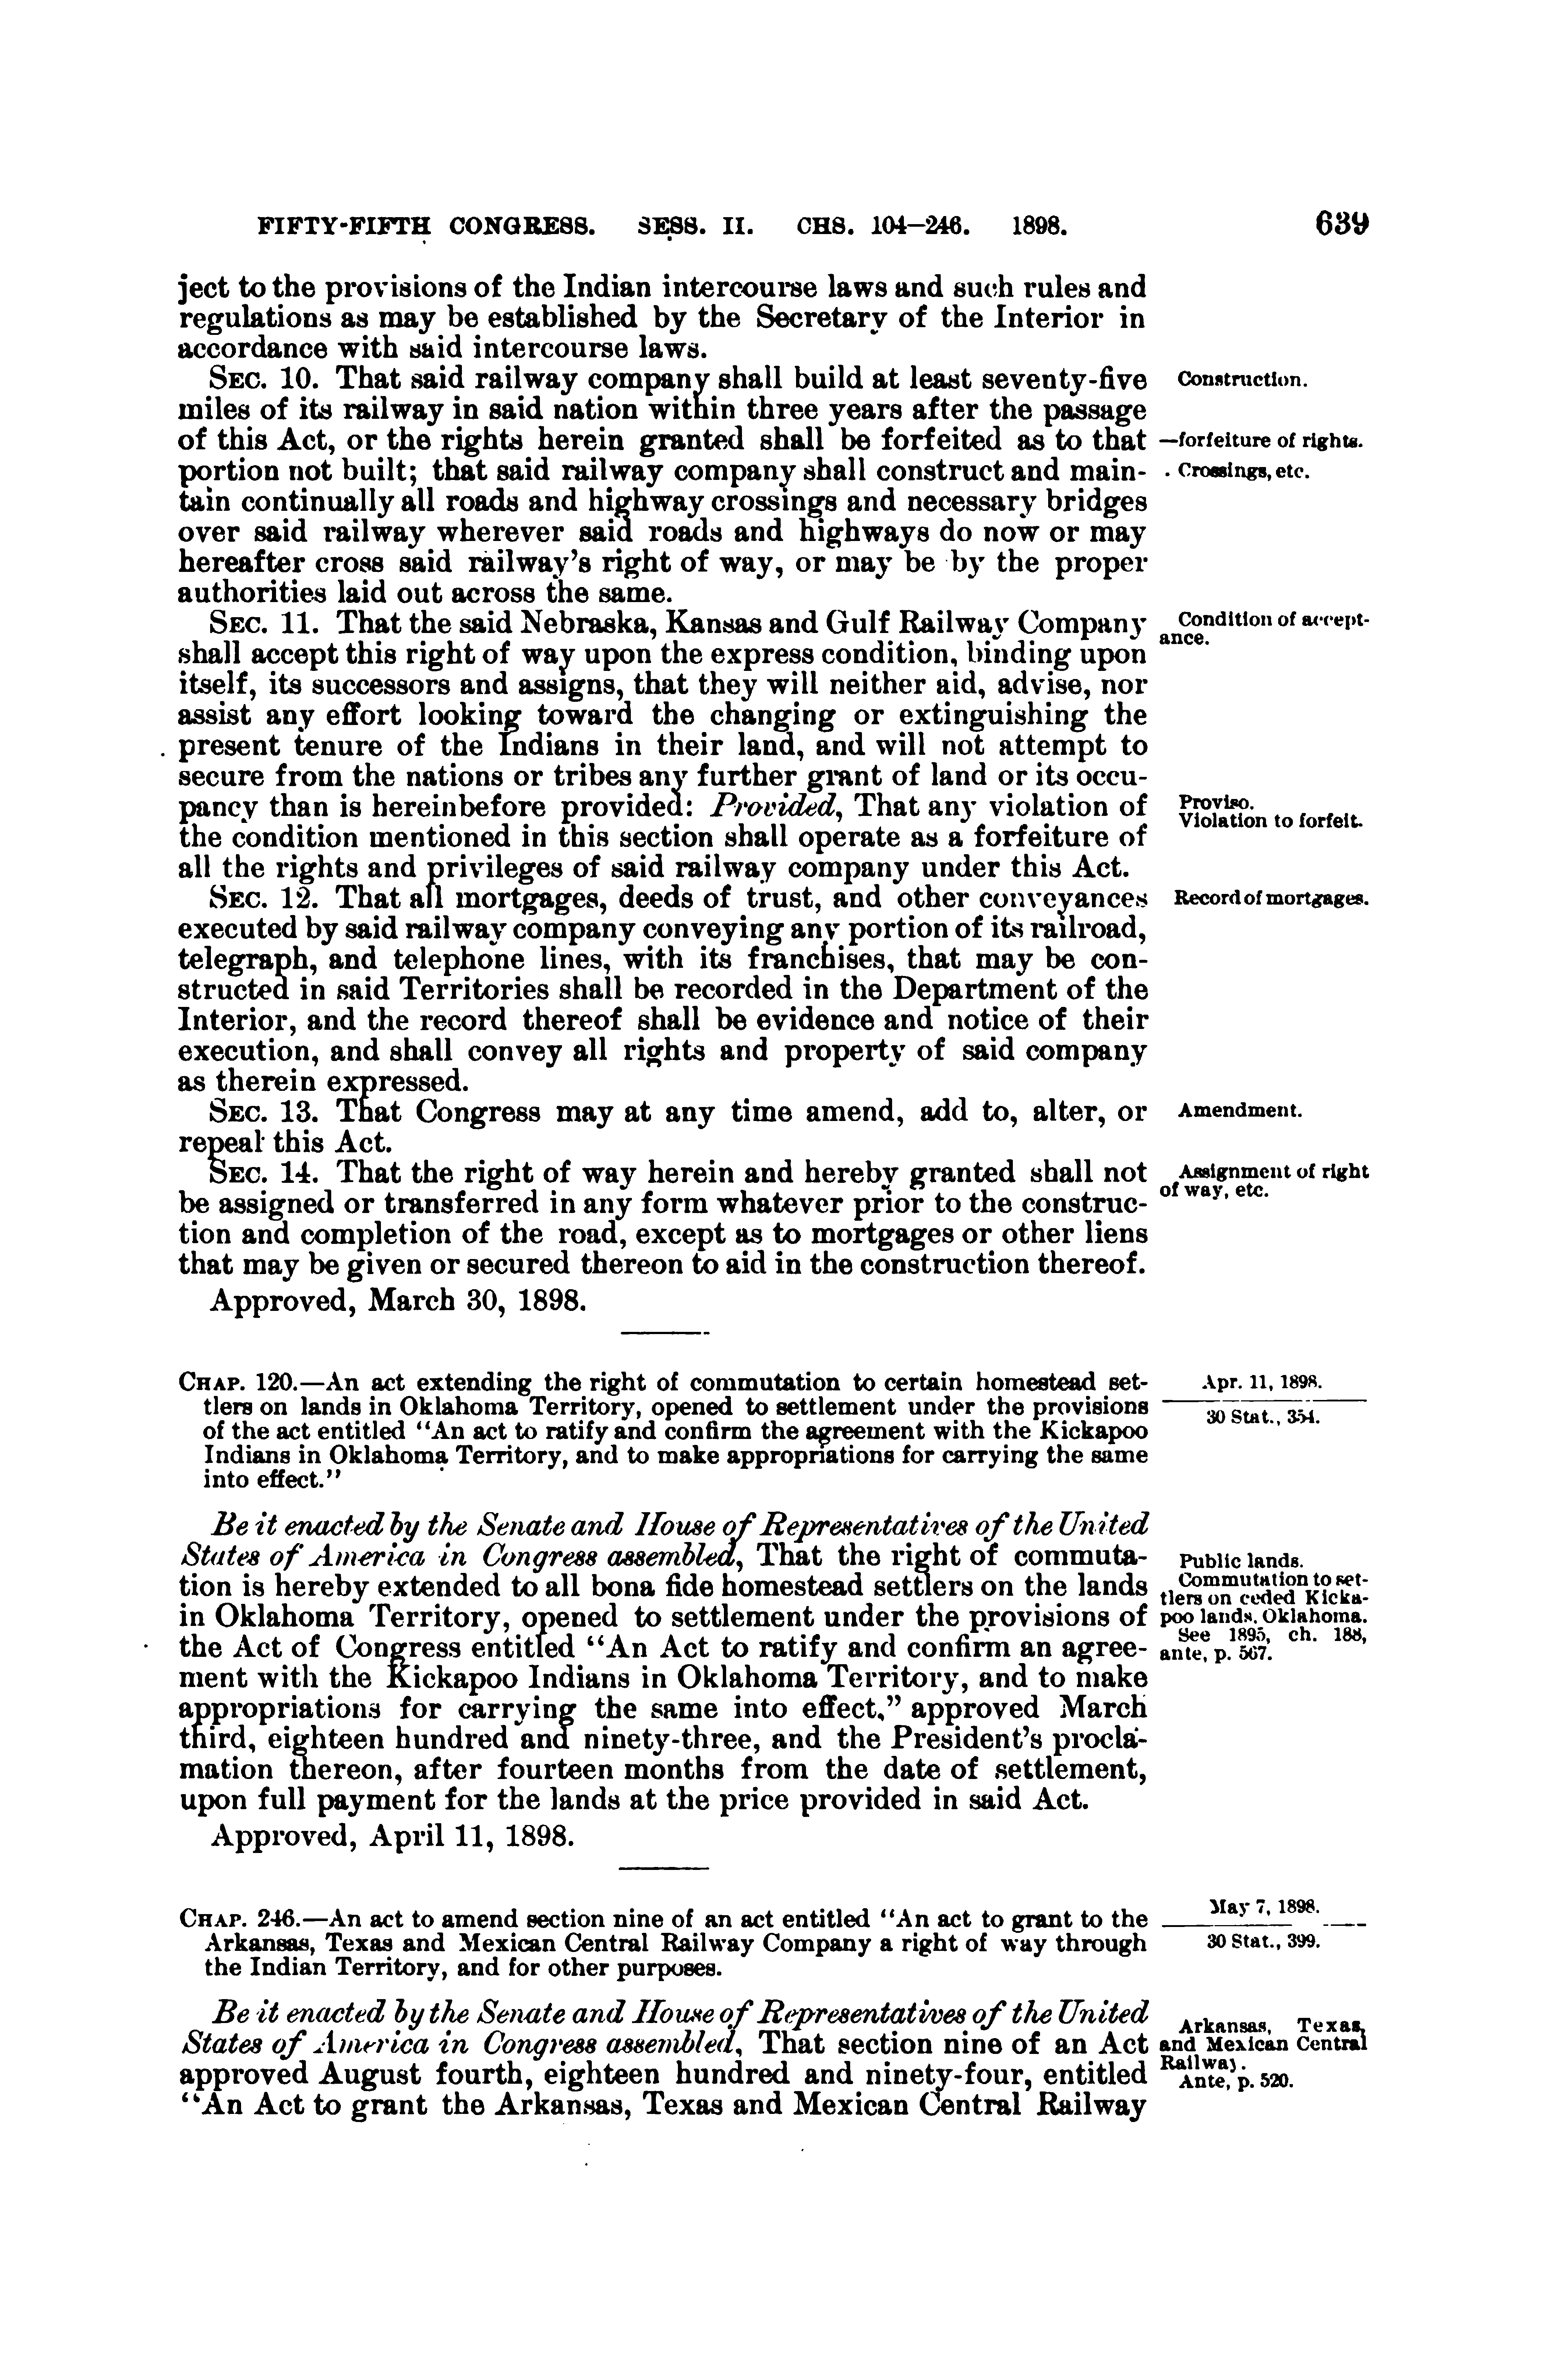 FIFTY-FIFTH CONGRESS. SESS. II. CHS. 104–246. 1898. 639
ject to the provisions of the Indian intercourse laws and such rules and
regulations as may be established by the Secretary of the Interior in
accordance with said intercourse laws.
SEC. 10. That said railway company shall build at least seventy-five
Construction.
miles of its railway in said nation within three years after the passage
of this Act, or the rights herein granted shall be forfeited as to that
—forfeiture of rights.
portion not built; that said railway company shall construct and main-
Crossings, etc.
tain continually all roads and highway crossings and necessary bridges
over said railway wherever said roads and highways do now or may
hereafter cross said railway's right of way, or may be by the proper
authorities laid out across the same.
SEC. 11. That the said Nebraska, Kansas and Gulf Railway Company
Condition of accept-
ance.
shall accept this right of way upon the express condition, binding upon
itself, its successors and assigns, that they will neither aid, advise, nor
assist any effort looking toward the changing or extinguishing the
present tenure of the Indians in their land, and will not attempt to
secure from the nations or tribes any further grant of land or its occu-
pancy than is hereinbefore provided: Provided, That any violation of
Proviso.
Violation to forfeit.
the condition mentioned in this section shall operate as a forfeiture of
all the rights and privileges of said railway company under this Act.
SEC. 12. That all mortgages, deeds of trust, and other conveyances
Record of mortgages.
executed by said railway company conveying any portion of its railroad,
telegraph, and telephone lines, with its franchises, that may be con-
structed in said Territories shall be recorded in the Department of the
Interior, and the record thereof shall be evidence and notice of their
execution, and shall convey all rights and property of said company
as therein expressed.
SEC. 13. That Congress may at any time amend, add to, alter, or
Amendment.
repeal this Act.
SEC. 14. That the right of way herein and hereby granted shall not
Assignment of right
of way, etc.
be assigned or transferred in any form whatever prior to the construc-
tion and completion of the road, except as to mortgages or other liens
that may be given or secured thereon to aid in the construction thereof.
Approved, March 30, 1898.
CHAP. 120.—An act extending the right of commutation to certain homestead set-
Apr. 11, 1898.
tlers on lands in Oklahoma Territory, opened to settlement under the provisions
30 Stat., 354.
of the act entitled "An act to ratify and confirm the agreement with the Kickapoo
Indians in Oklahoma Territory, and to make appropriations for carrying the same
into effect."
Be it enacted by the Senate and House of Representatives of the United
States of America in Congress assembled, That the right of commuta-
Public lands.
tion is hereby extended to all bona fide homestead settlers on the lands
Commutation to set-
tlers on ceded Kicka-
in Oklahoma Territory, opened to settlement under the provisions of
poo lands, Oklahoma.
See 1895, ch. 188,
the Act of Congress entitled "An Act to ratify and confirm an agree-
ante, p. 567.
ment with the Kickapoo Indians in Oklahoma Territory, and to make
appropriations for carrying the same into effect," approved March
third, eighteen hundred and ninety-three, and the President's procla-
mation thereon, after fourteen months from the date of settlement,
upon full payment for the lands at the price provided in said Act.
Approved, April 11, 1898.
CHAP. 246.—An act to amend section nine of an act entitled "An act to grant to the
May 7, 1898.
Arkansas, Texas and Mexican Central Railway Company a right of way through
30 Stat., 399.
the Indian Territory, and for other purposes.
Be it enacted by the Senate and House of Representatives of the United
Arkansas, Texas,
States of America in Congress assembled, That section nine of an Act
and Mexican Central
Railway.
approved August fourth, eighteen hundred and ninety-four, entitled
Ante, p. 520.
"An Act to grant the Arkansas, Texas and Mexican Central Railway